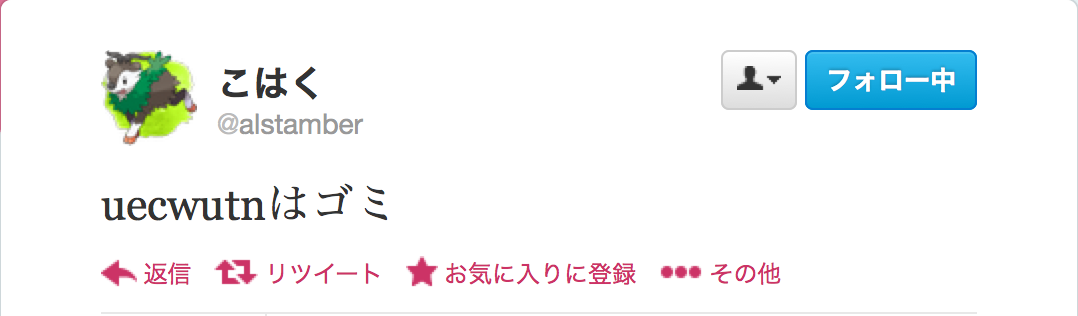 こはく
@alstamber
フォロー中
uecwutnはゴミ
返信 リツイート お気に入りに登録 その他